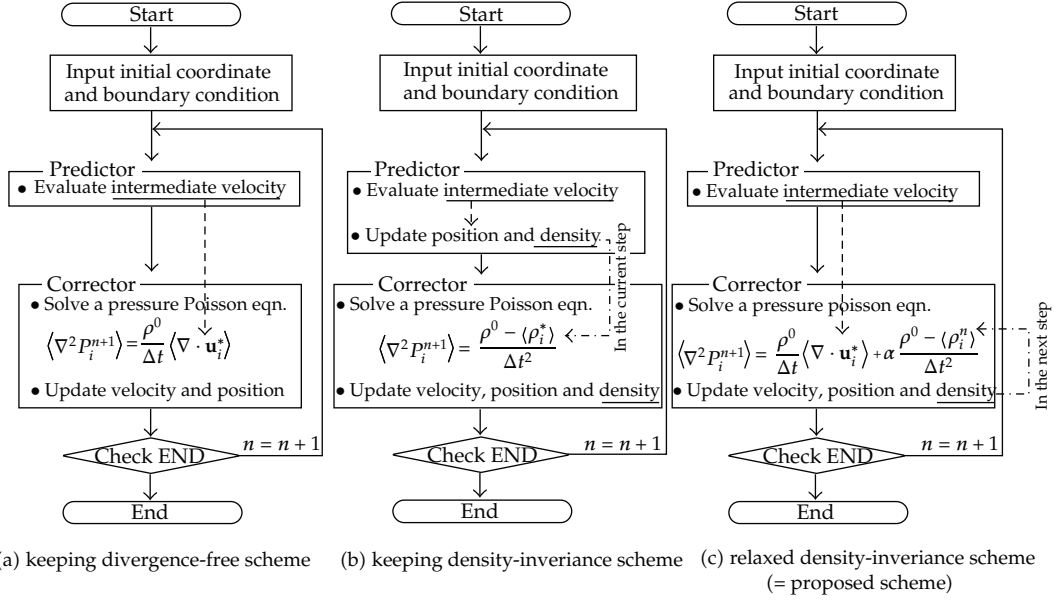 Start
Input initial coordinate
and boundary condition
Predictor
• Evaluate intermediate velocity
Corrector
• Solve a pressure Poisson eqn.
⟨∇²P_i^{n+1}⟩ = ρ⁰/Δt ⟨∇ · u_i^*⟩
• Update velocity and position
Check END
n = n + 1
End
(a) keeping divergence-free scheme
Start
Input initial coordinate
and boundary condition
Predictor
• Evaluate intermediate velocity
• Update position and density
In the current step
Corrector
• Solve a pressure Poisson eqn.
⟨∇²P_i^{n+1}⟩ = (ρ⁰ − ⟨ρ_i^*⟩)/Δt²
• Update velocity, position and density
Check END
n = n + 1
End
(b) keeping density-inveriance scheme
Start
Input initial coordinate
and boundary condition
Predictor
• Evaluate intermediate velocity
Corrector
• Solve a pressure poisson eqn.
⟨∇²P_i^{n+1}⟩ = ρ⁰/Δt ⟨∇ · u_i^*⟩ + α (ρ⁰ − ⟨ρ_i^n⟩)/Δt²
• Update velocity, position and density
In the next step
Check END
n = n + 1
End
(c) relaxed density-inveriance scheme
(= proposed scheme)